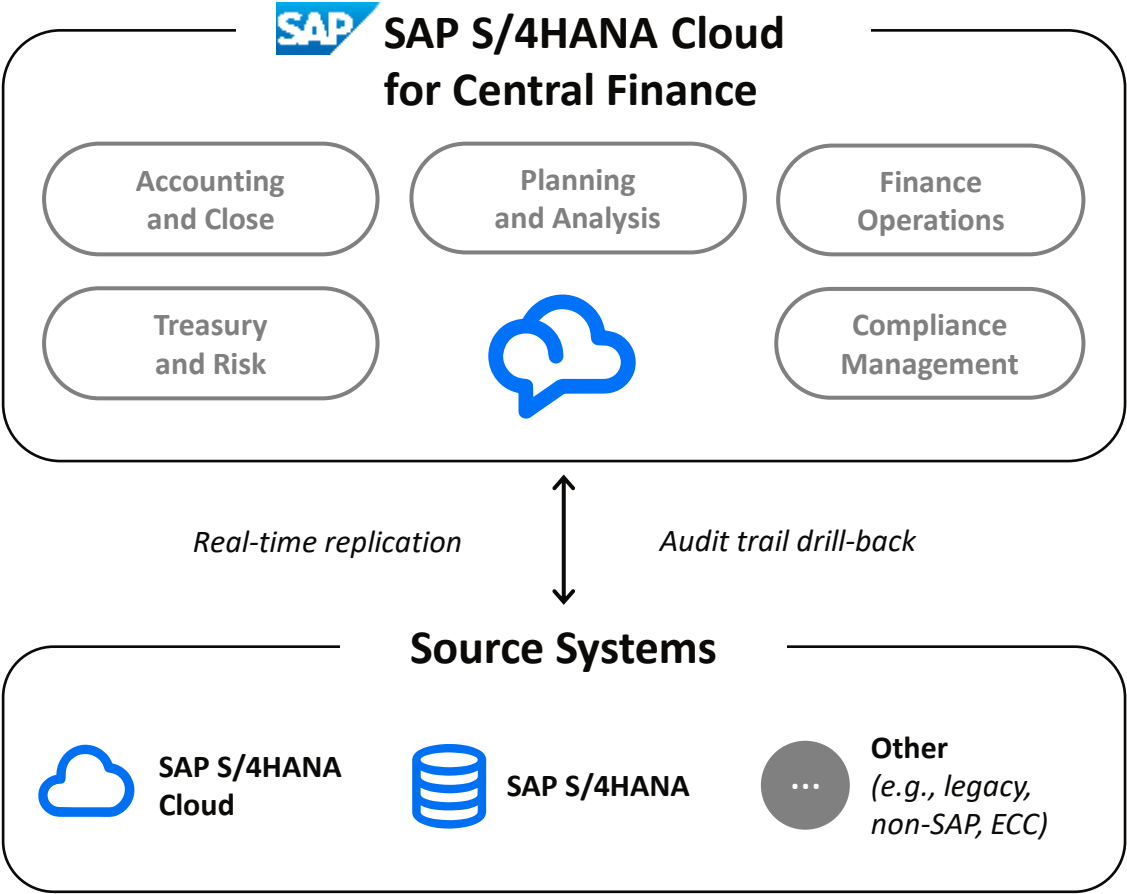 SAP
SAP S/4HANA Cloud
for Central Finance
Accounting
and Close
Planning
and Analysis
Finance
Operations
Treasury
and Risk
Compliance
Management
Real-time replication
Audit trail drill-back
Source Systems
SAP S/4HANA
Cloud
SAP S/4HANA
...
Other
(e.g., legacy,
non-SAP, ECC)